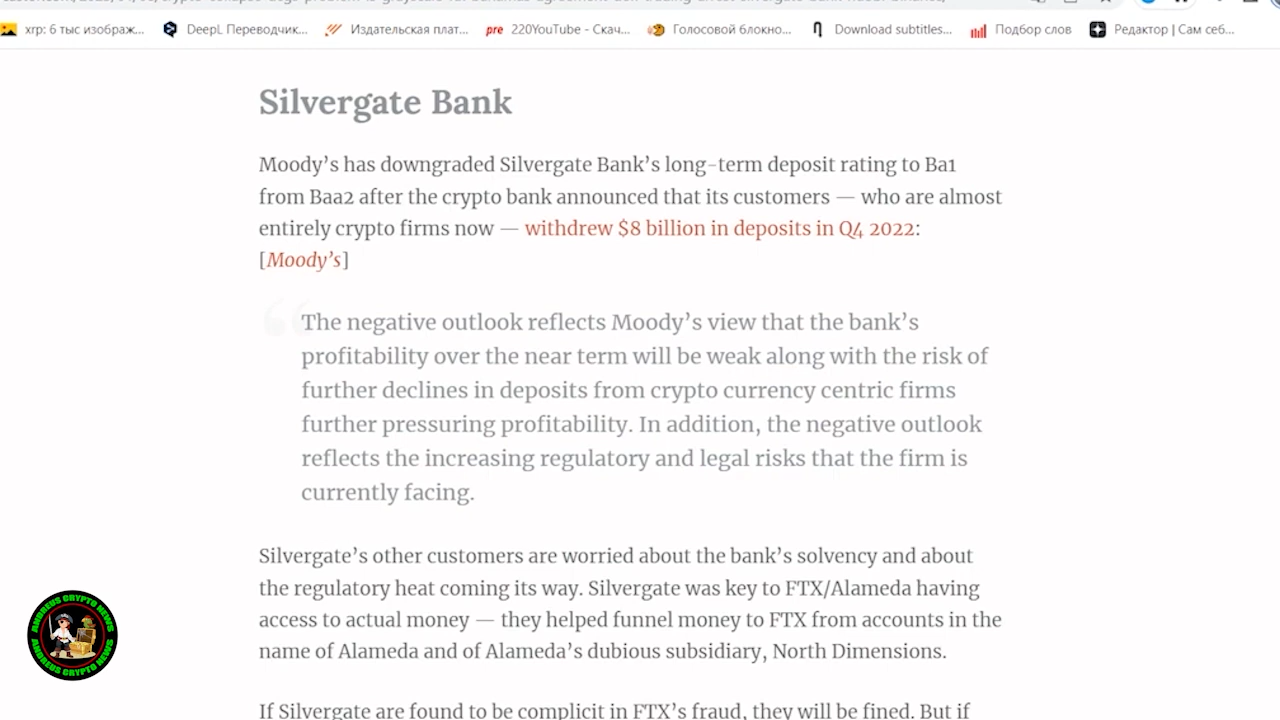 xrp: 6 тыс изображ...
DeepL Переводчик...
Издательская плат...
pre 220YouTube - Скач...
Голосовой блокно...
Download subtitles...
Подбор слов
Редактор | Сам себ...
Silvergate Bank
Moody’s has downgraded Silvergate Bank’s long-term deposit rating to Ba1
from Baa2 after the crypto bank announced that its customers — who are almost
entirely crypto firms now — withdrew $8 billion in deposits in Q4 2022:
[Moody’s]
“The negative outlook reflects Moody’s view that the bank’s
profitability over the near term will be weak along with the risk of
further declines in deposits from crypto currency centric firms
further pressuring profitability. In addition, the negative outlook
reflects the increasing regulatory and legal risks that the firm is
currently facing.
Silvergate’s other customers are worried about the bank’s solvency and about
the regulatory heat coming its way. Silvergate was key to FTX/Alameda having
access to actual money — they helped funnel money to FTX from accounts in the
name of Alameda and of Alameda’s dubious subsidiary, North Dimensions.
ANDREUS CRYPTO NEWS
ANDREUS CRYPTO NEWS
If Silvergate are found to be complicit in FTX’s fraud, they will be fined. But if